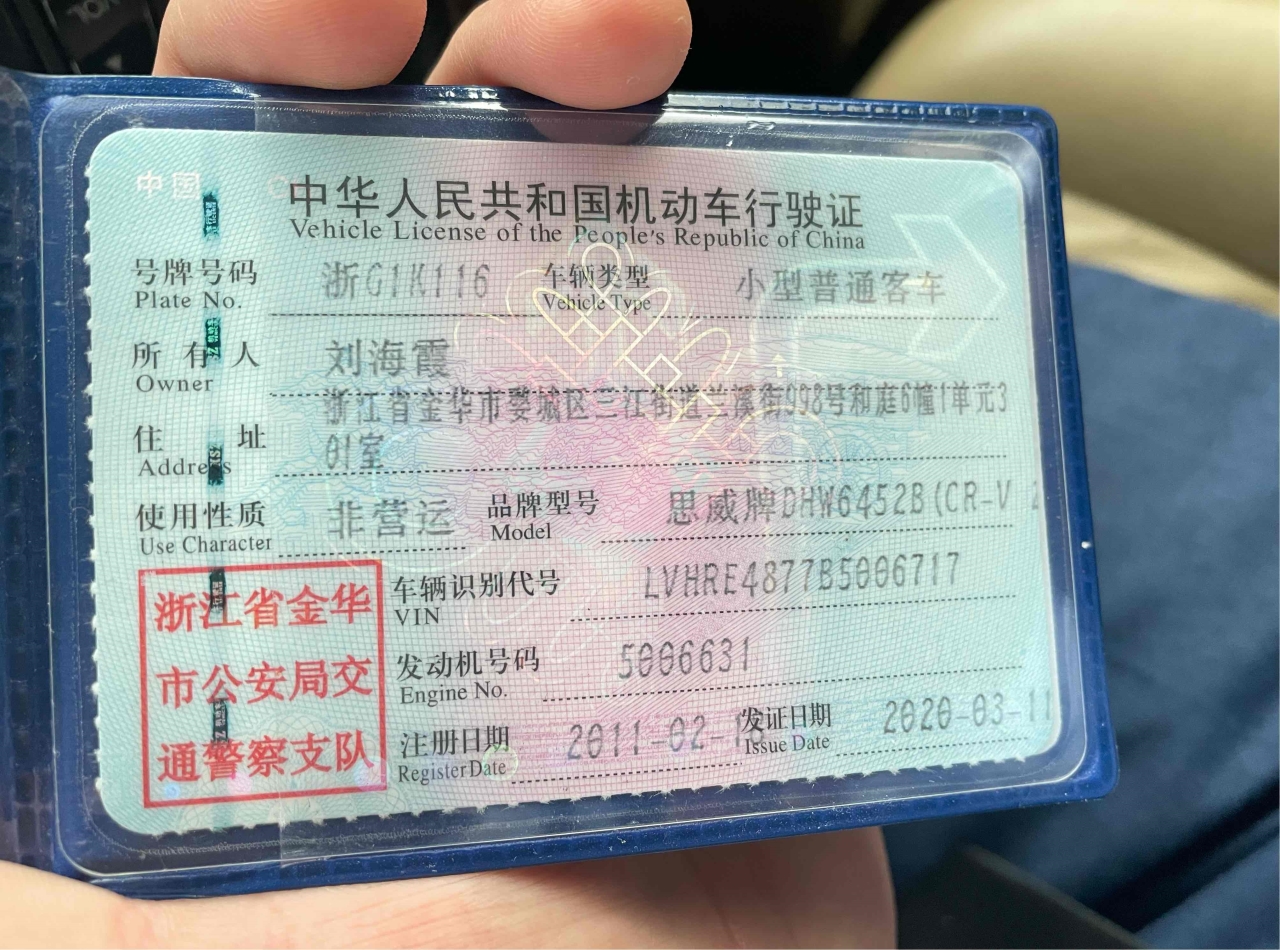 中国
中华人民共和国机动车行驶证
Vehicle License of the People's Republic of China
号牌号码 浙G1K116 车辆类型 小型普通客车
Plate No. Vehicle Type
所有人 刘海霞
Owner
浙江省金华市婺城区三江街道兰溪街998号和庭6幢1单元3
住址 01室
Address
使用性质 非营运 品牌型号 思威牌DHW6452B(CR-V
Use Character Model
浙江省金华
市公安局交
通警察支队
车辆识别代号 LVHRE4877B5006717
VIN
发动机号码 5006631
Engine No.
注册日期 2011-02- 发证日期 2020-03-11
Register Date Issue Date